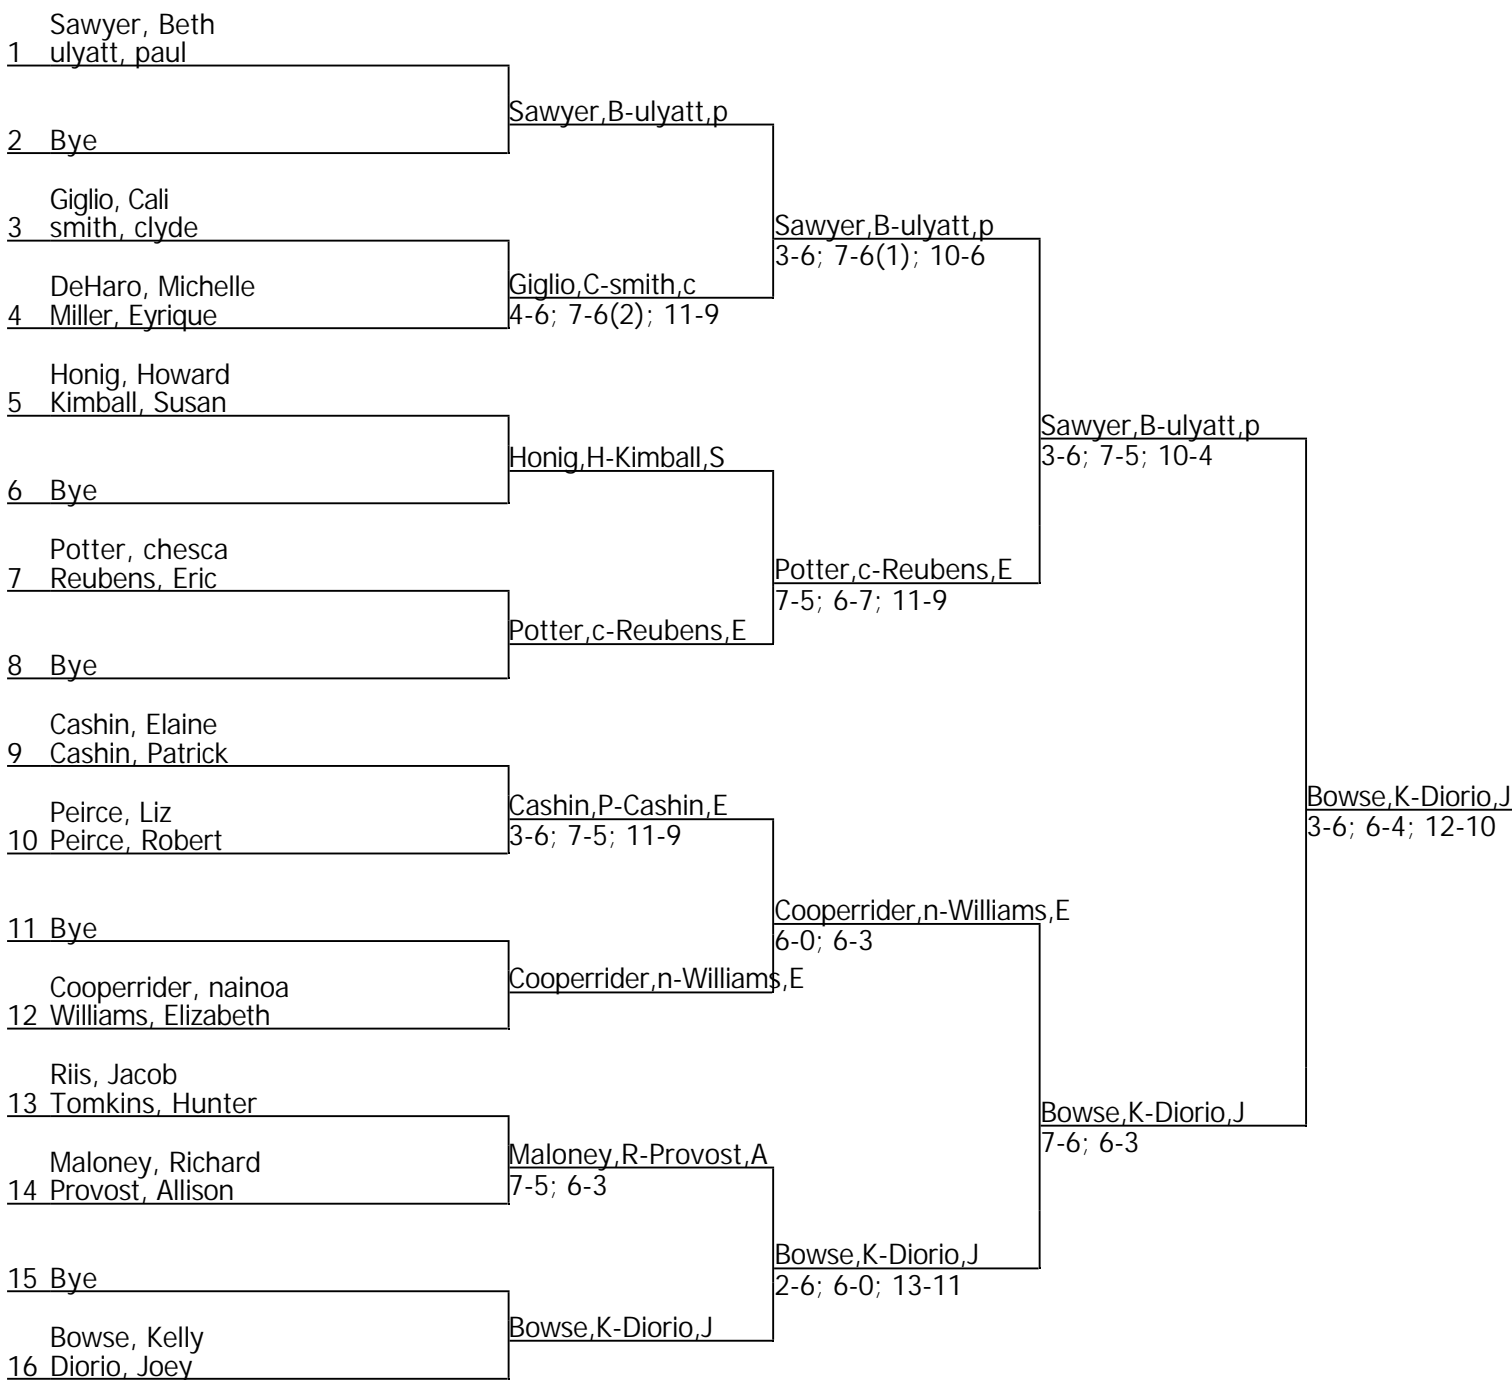 Sawyer, Beth
1 ulyatt, paul
Sawyer,B-ulyatt,p
2 Bye
Giglio, Cali
3 smith, clyde
Sawyer,B-ulyatt,p
3-6; 7-6(1); 10-6
Giglio,C-smith,c
4-6; 7-6(2); 11-9
DeHaro, Michelle
4 Miller, Eyrique
Honig, Howard
5 Kimball, Susan
Sawyer,B-ulyatt,p
3-6; 7-5; 10-4
Honig,H-Kimball,S
6 Bye
Potter, chesca
7 Reubens, Eric
Potter,c-Reubens,E
7-5; 6-7; 11-9
Potter,c-Reubens,E
8 Bye
Cashin, Elaine
9 Cashin, Patrick
Bowse,K-Diorio,J
3-6; 6-4; 12-10
Cashin,P-Cashin,E
3-6; 7-5; 11-9
Peirce, Liz
10 Peirce, Robert
Cooperrider,n-Williams,E
6-0; 6-3
11 Bye
Cooperrider,n-Williams,E
Cooperrider, nainoa
12 Williams, Elizabeth
Riis, Jacob
13 Tomkins, Hunter
Bowse,K-Diorio,J
7-6; 6-3
Maloney,R-Provost,A
7-5; 6-3
Maloney, Richard
14 Provost, Allison
Bowse,K-Diorio,J
2-6; 6-0; 13-11
15 Bye
Bowse,K-Diorio,J
Bowse, Kelly
16 Diorio, Joey